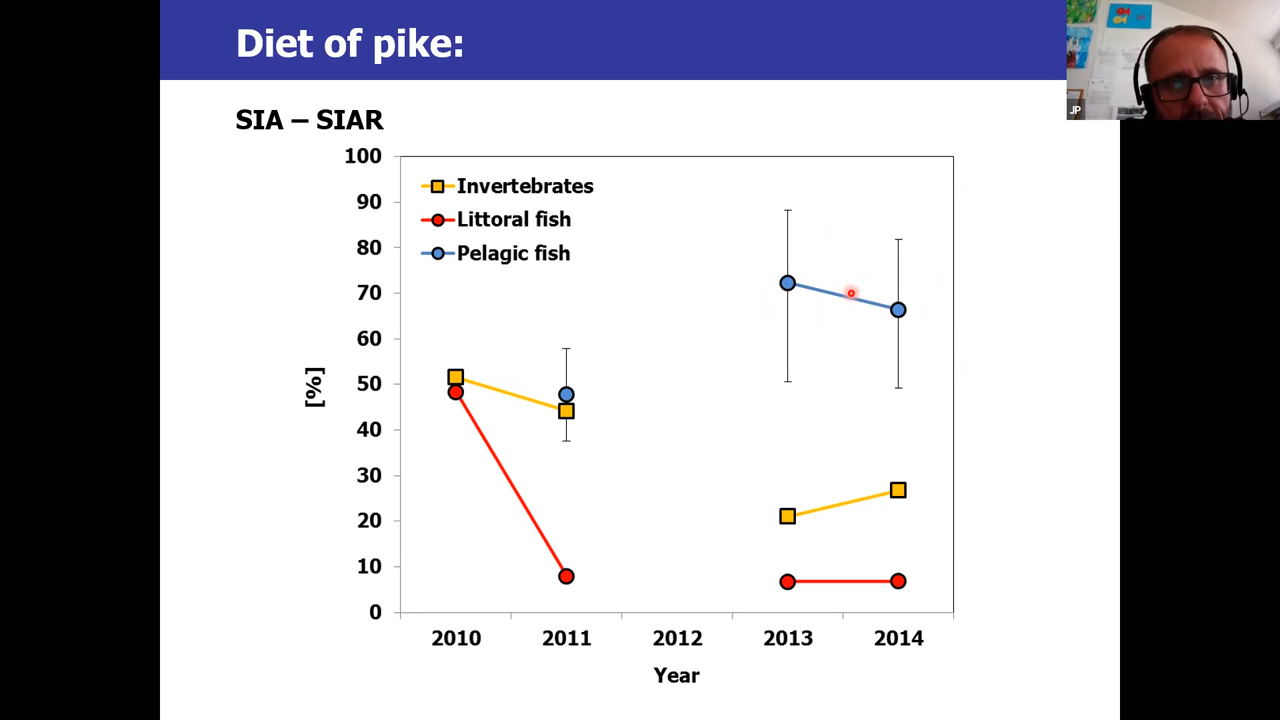 Diet of pike:
JP
SIA – SIAR
100
90
80
70
60
50
40
30
20
10
0
[%]
Invertebrates
Littoral fish
Pelagic fish
2010 2011 2012 2013 2014
Year